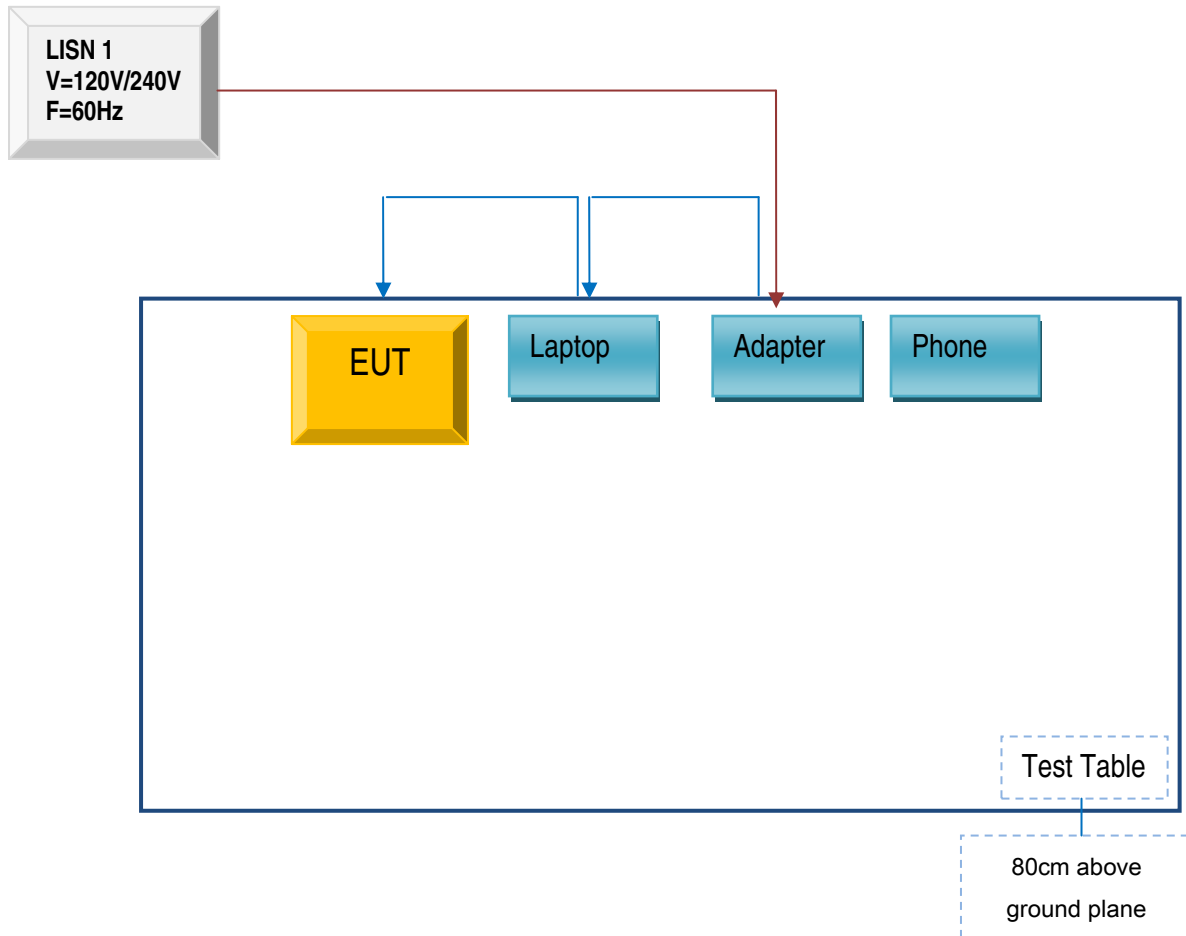 LISN 1
V=120V/240V
F=60Hz
EUT
Laptop
Adapter
Phone
Test Table
80cm above
ground plane